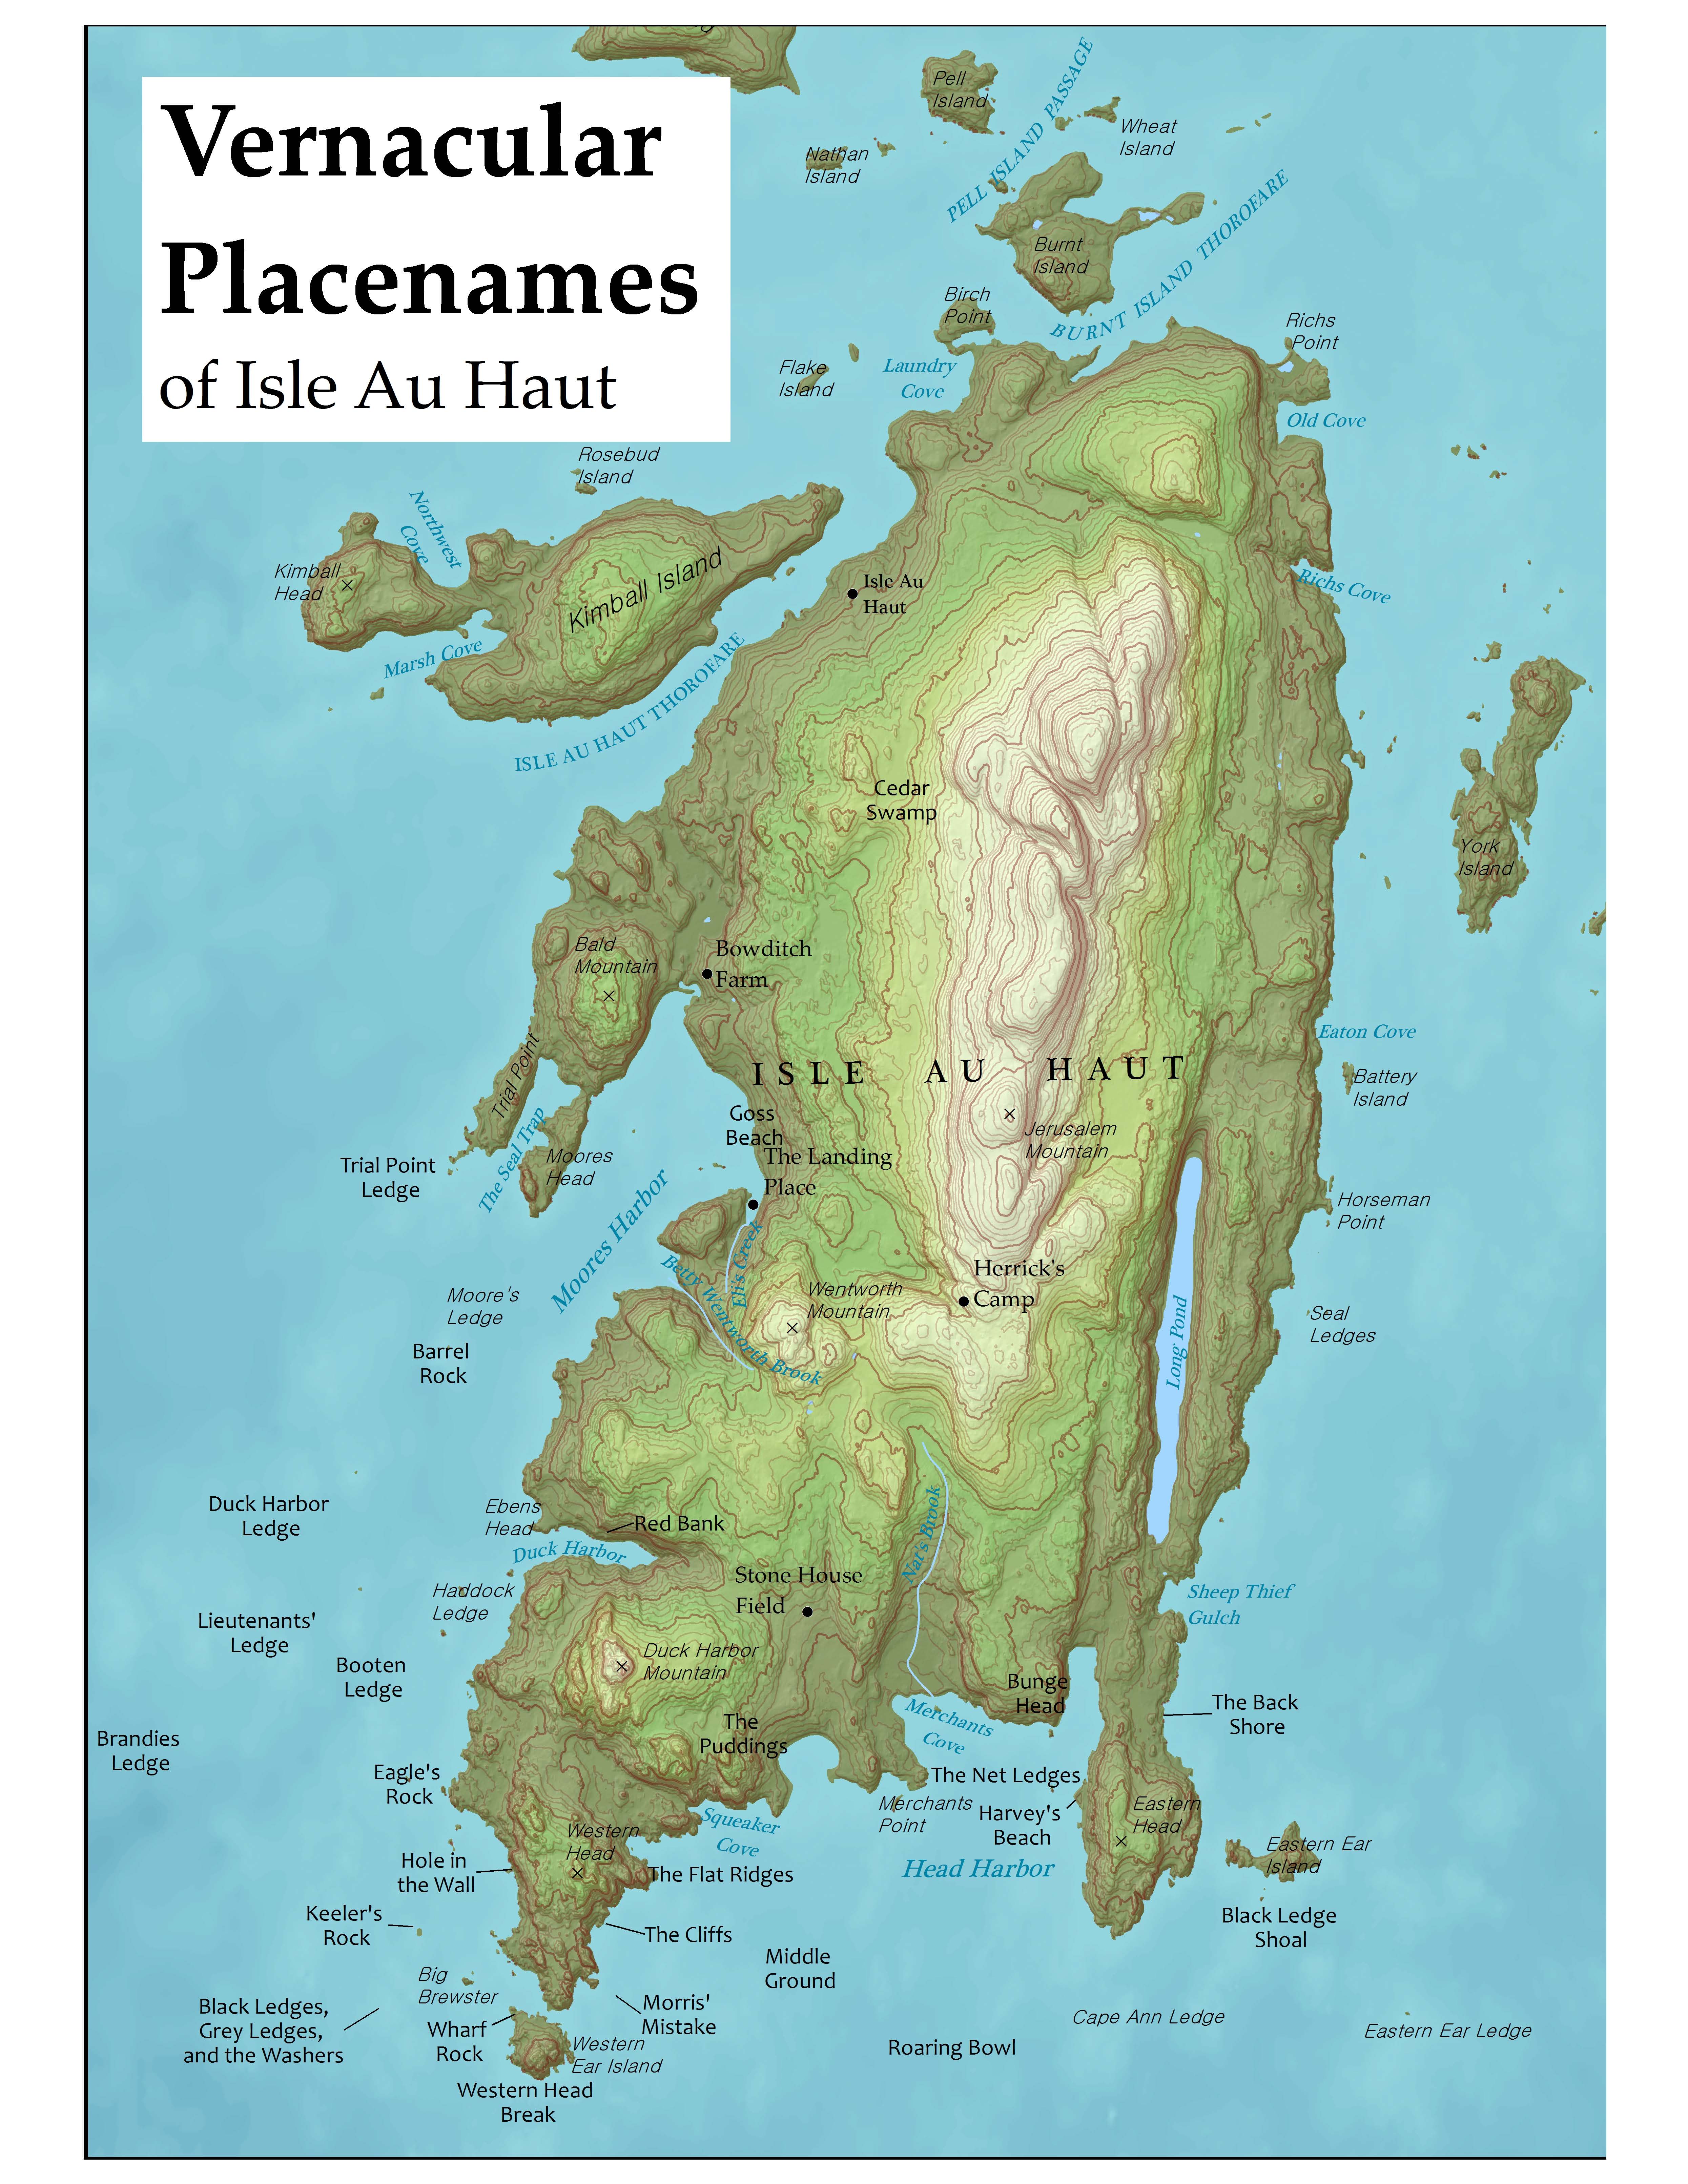 Vernacular
Placenames
of Isle Au Haut
Pell
Island
PELL ISLAND PASSAGE
Wheat
Island
Nathan
Island
Burnt
Island
BURNT ISLAND THOROFARE
Birch
Point
Richs
Point
Flake
Island
Laundry
Cove
Old Cove
Rosebud
Island
Northwest
Cove
Kimball
Head
Kimball Island
Isle Au
Haut
Richs Cove
Marsh Cove
ISLE AU HAUT THOROFARE
Cedar
Swamp
York
Island
Bald
Mountain
Bowditch
Farm
Eaton Cove
Trial Point
ISLE AU HAUT
Battery
Island
Goss
Beach
Jerusalem
Mountain
The Landing
Place
Trial Point
Ledge
The Seal Trap
Moores
Head
Horseman
Point
Moores Harbor
Eli's Creek
Betty Wentworth Brook
Wentworth
Mountain
Herrick's
Camp
Moore's
Ledge
Long Pond
Seal
Ledges
Barrel
Rock
Duck Harbor
Ledge
Ebens
Head
Red Bank
Nat's Brook
Duck Harbor
Stone House
Field
Haddock
Ledge
Sheep Thief
Gulch
Lieutenants'
Ledge
Booten
Ledge
Duck Harbor
Mountain
Bunge
Head
The Back
Shore
Brandies
Ledge
The
Puddings
Merchants
Cove
Eagle's
Rock
The Net Ledges
Merchants
Point
Harvey's
Beach
Eastern
Head
Squeaker
Cove
Western
Head
Eastern Ear
Island
Hole in
the Wall
The Flat Ridges
Head Harbor
Keeler's
Rock
The Cliffs
Black Ledge
Shoal
Middle
Ground
Big
Brewster
Black Ledges,
Grey Ledges,
and the Washers
Wharf
Rock
Morris'
Mistake
Cape Ann Ledge
Eastern Ear Ledge
Western
Ear Island
Roaring Bowl
Western Head
Break